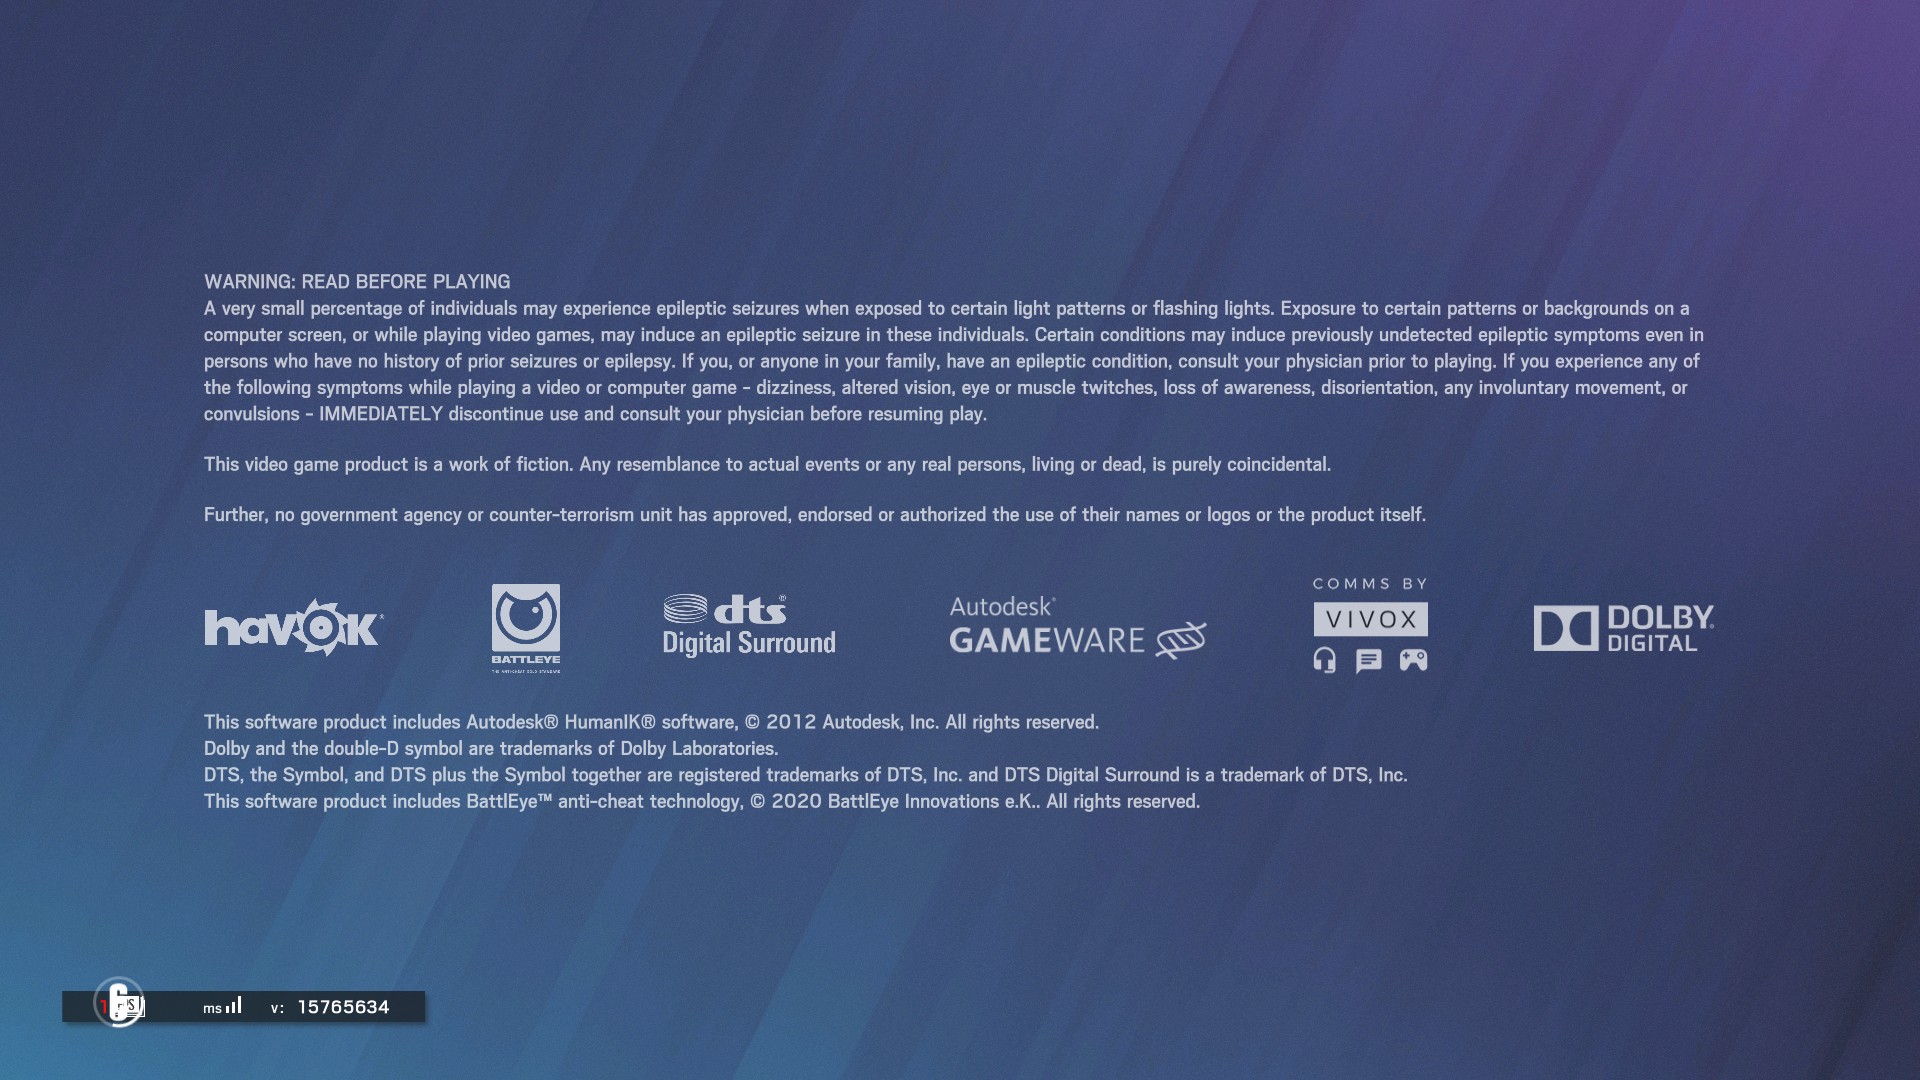 WARNING: READ BEFORE PLAYING
A very small percentage of individuals may experience epileptic seizures when exposed to certain light patterns or flashing lights. Exposure to certain patterns or backgrounds on a
computer screen, or while playing video games, may induce an epileptic seizure in these individuals. Certain conditions may induce previously undetected epileptic symptoms even in
persons who have no history of prior seizures or epilepsy. If you, or anyone in your family, have an epileptic condition, consult your physician prior to playing. If you experience any of
the following symptoms while playing a video or computer game - dizziness, altered vision, eye or muscle twitches, loss of awareness, disorientation, any involuntary movement, or
convulsions - IMMEDIATELY discontinue use and consult your physician before resuming play.
This video game product is a work of fiction. Any resemblance to actual events or any real persons, living or dead, is purely coincidental.
Further, no government agency or counter-terrorism unit has approved, endorsed or authorized the use of their names or logos or the product itself.
havok®
BATTLEYE
THE ANTI-CHEAT GOLD STANDARD
dts®
Digital Surround
Autodesk®
GAMEWARE
COMMS BY
VIVOX
DOLBY®
DIGITAL
This software product includes Autodesk® HumanIK® software, © 2012 Autodesk, Inc. All rights reserved.
Dolby and the double-D symbol are trademarks of Dolby Laboratories.
DTS, the Symbol, and DTS plus the Symbol together are registered trademarks of DTS, Inc. and DTS Digital Surround is a trademark of DTS, Inc.
This software product includes BattlEye™ anti-cheat technology, © 2020 BattlEye Innovations e.K.. All rights reserved.
6 ms v: 15765634